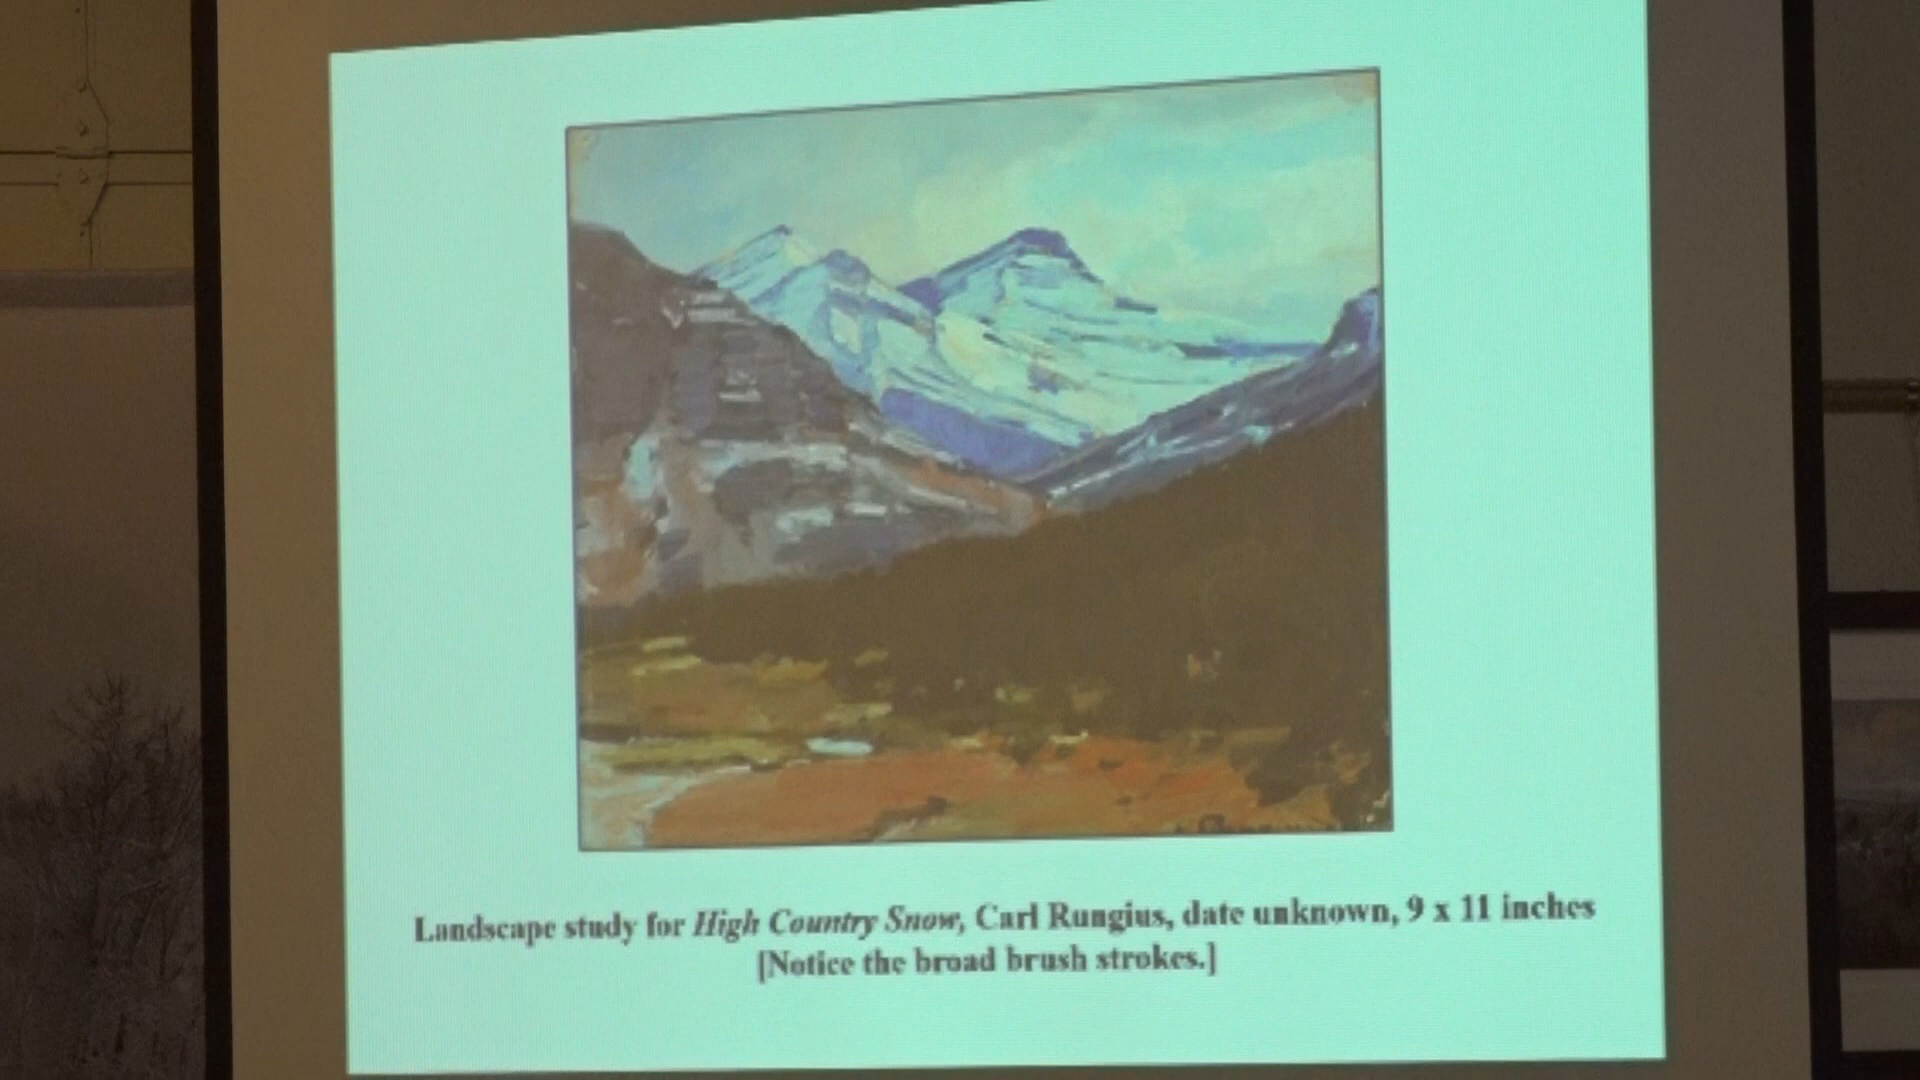 Landscape study for High Country Snow, Carl Rungius, date unknown, 9 x 11 inches
[Notice the broad brush strokes.]